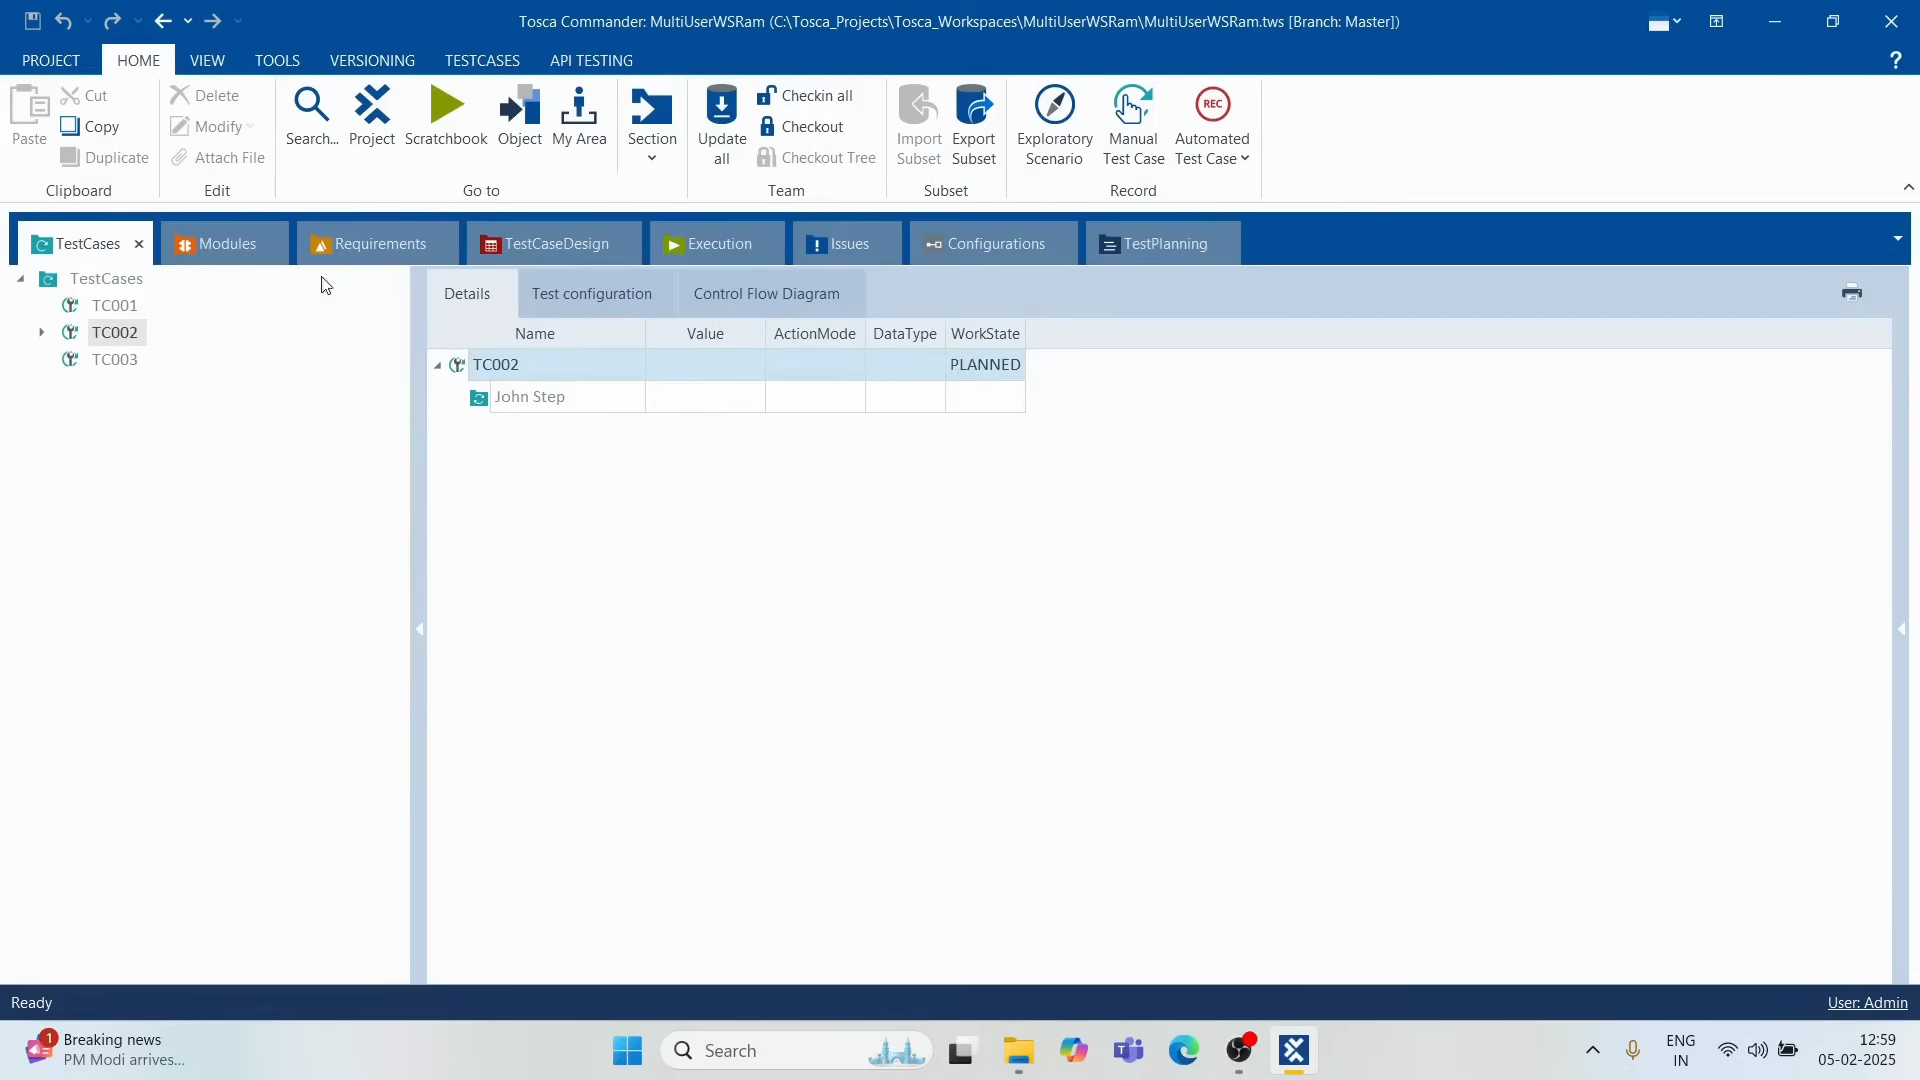 Tosca Commander: MultiUserWSRam (C:\Tosca_Projects\Tosca_Workspaces\MultiUserWSRam\MultiUserWSRam.tws [Branch: Master])
PROJECT HOME VIEW TOOLS VERSIONING TESTCASES API TESTING ?
Paste
Cut
Copy
Duplicate
Clipboard
Delete
Modify
Attach File
Edit
Search...
Project
Scratchbook
Object
My Area
Go to
Section
Update
all
Checkin all
Checkout
Checkout Tree
Team
Import
Subset
Export
Subset
Subset
Exploratory
Scenario
Manual
Test Case
REC
Automated
Test Case
Record
TestCases Modules Requirements TestCaseDesign Execution Issues Configurations TestPlanning
TestCases
TC001
TC002
TC003
Details Test configuration Control Flow Diagram
Name Value ActionMode DataType WorkState
TC002 PLANNED
John Step
Ready User: Admin
1
Breaking news
PM Modi arrives...
Search
ENG
IN
12:59
05-02-2025